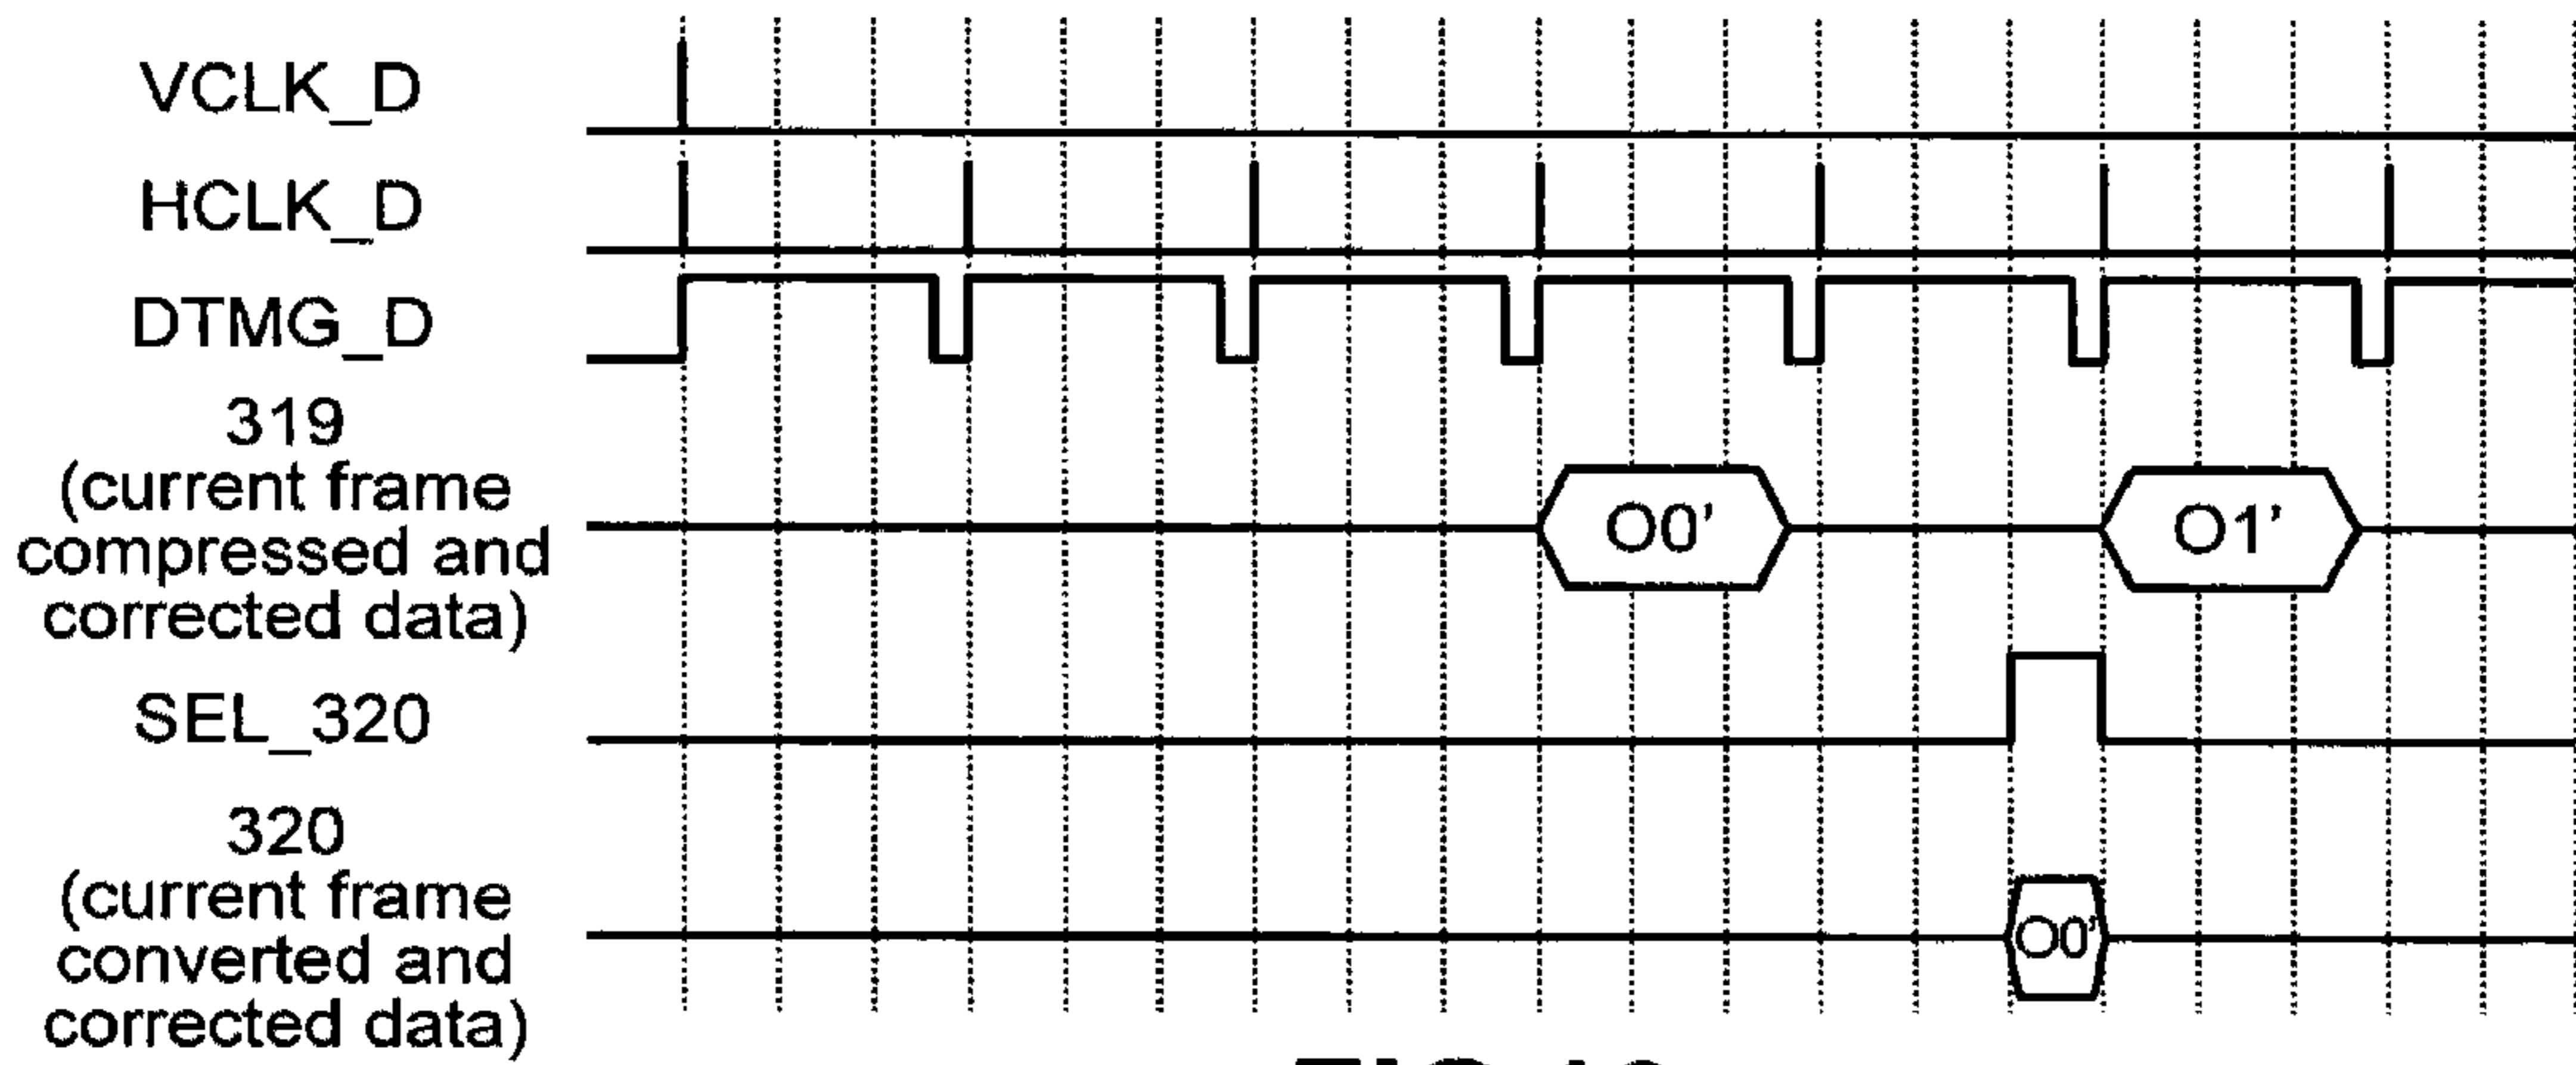 VCLK_D
HCLK_D
DTMG_D
319
(current frame
compressed and
corrected data)
O0'
O1'
SEL_320
320
(current frame
converted and
corrected data)
O0'